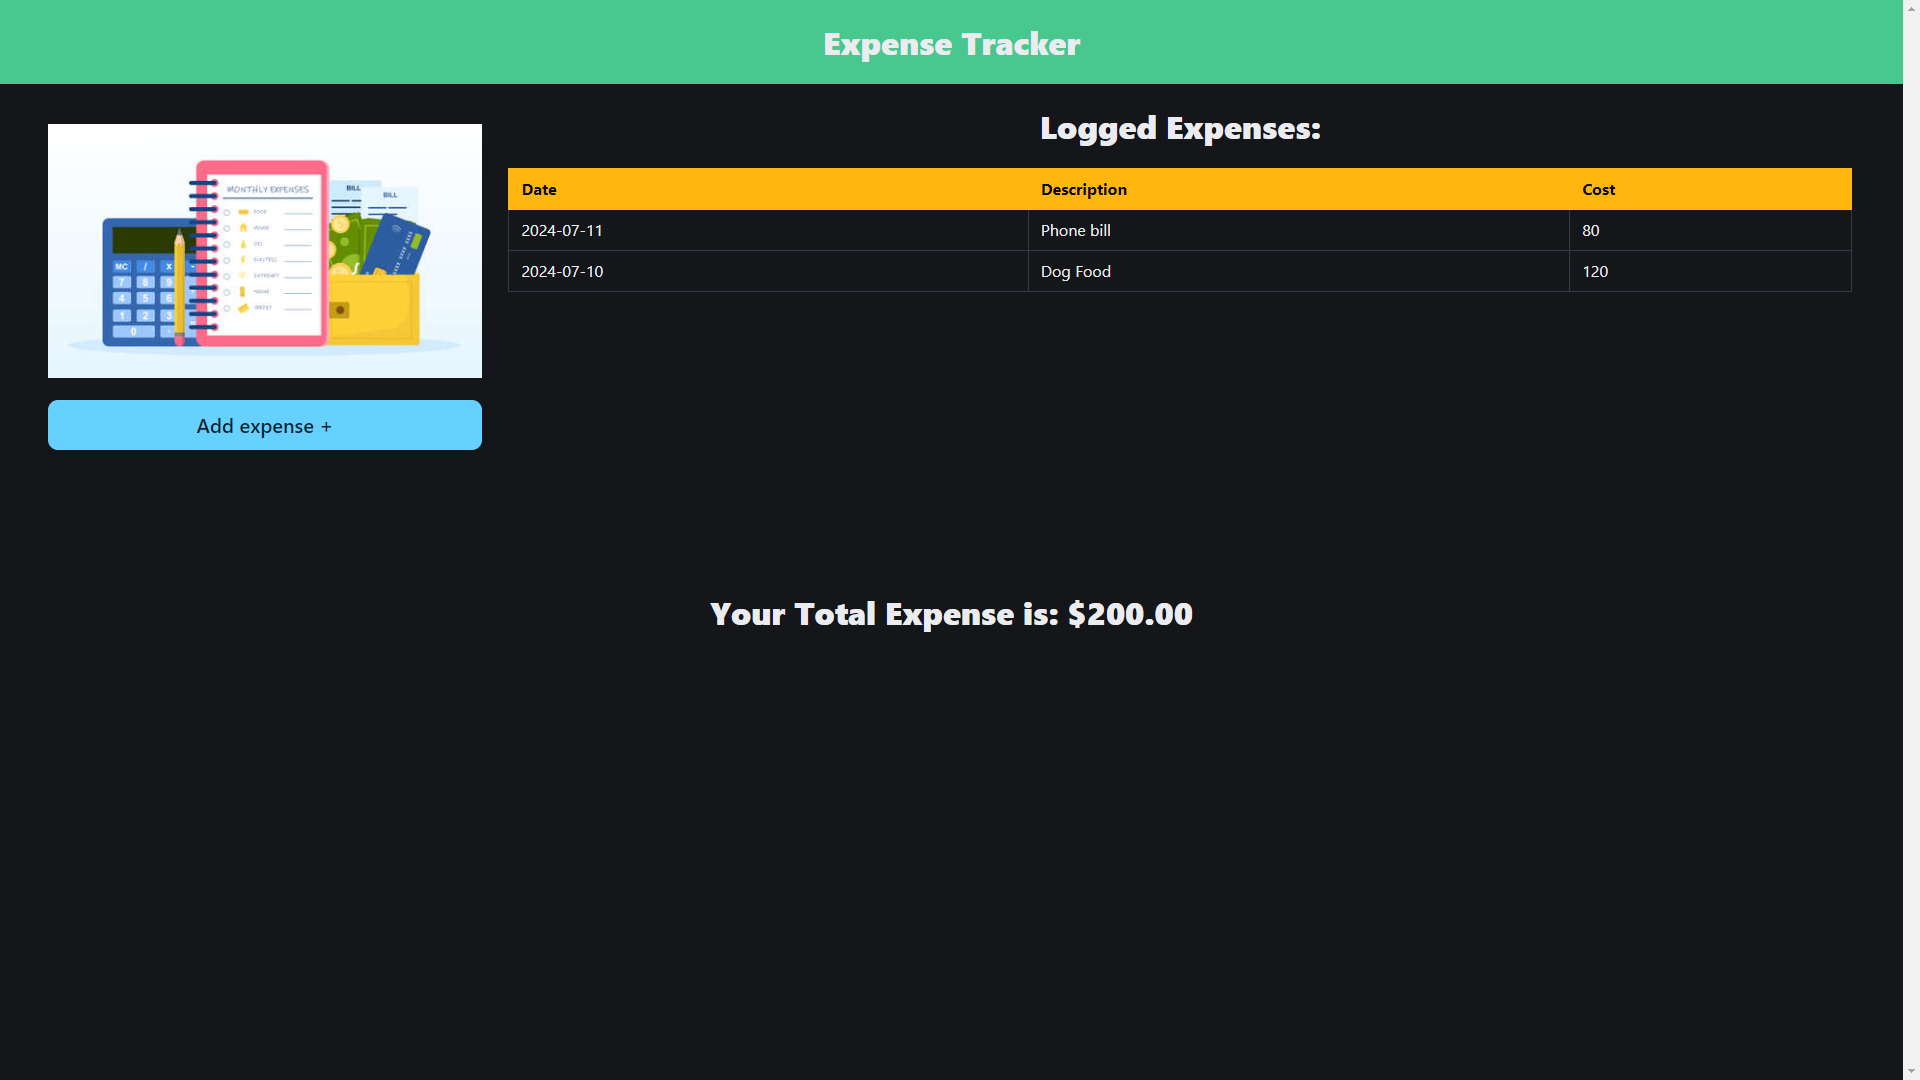 Expense Tracker
MONTHLY EXPENSES
BILL
BILL
MC / X -
7 8 9
4 5 6
1 2 3
0
Add expense +
Logged Expenses:
Date Description Cost
2024-07-11 Phone bill 80
2024-07-10 Dog Food 120
Your Total Expense is: $200.00